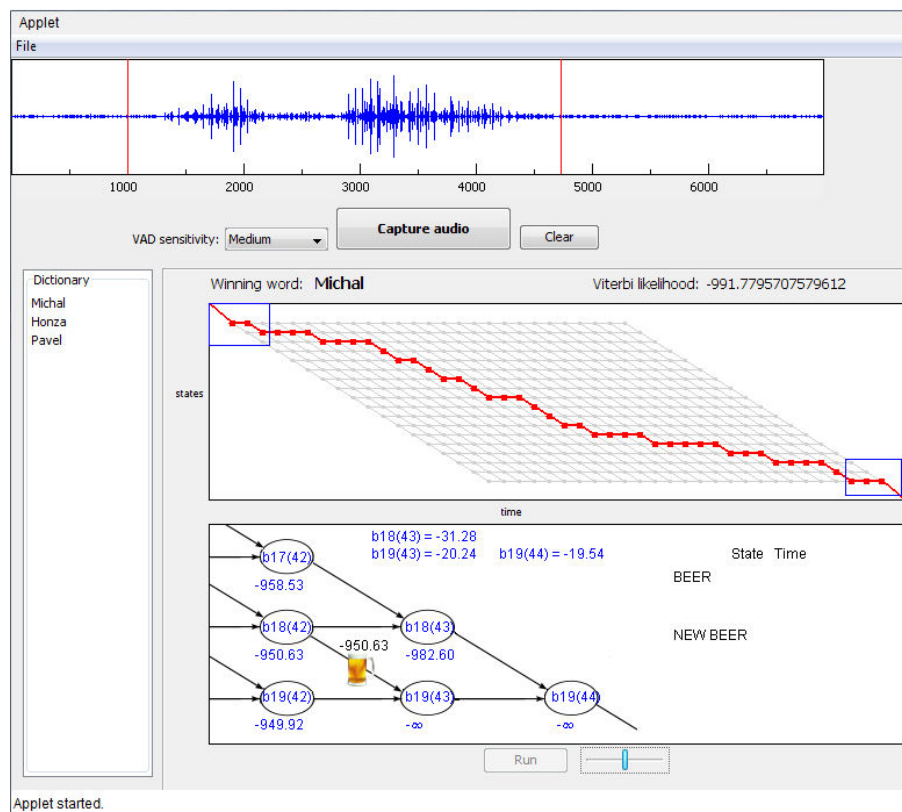 Applet
File
1000 2000 3000 4000 5000 6000
VAD sensitivity: Medium Capture audio Clear
Dictionary
Michal
Honza
Pavel
Winning word: Michal Viterbi likelihood: -991.7795707579612
states
time
b18(43) = -31.28
b19(43) = -20.24 b19(44) = -19.54 State Time
b17(42)
BEER
-958.53
b18(42) b18(43)
NEW BEER
-950.63 -950.63 -982.60
b19(42) b19(43) b19(44)
-949.92 -∞ -∞
Run
Applet started.